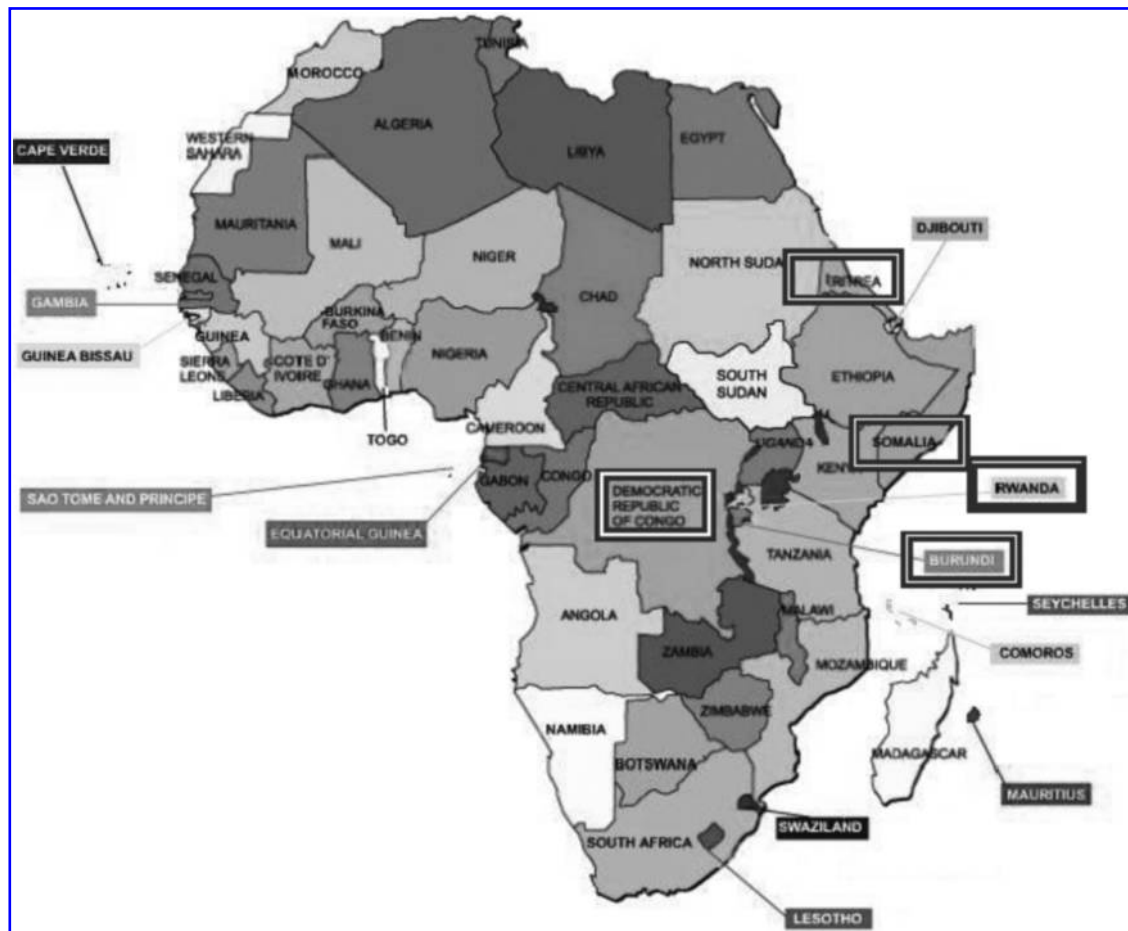 TUNISIA
MOROCCO
ALGERIA
WESTERN
SAHARA
LIBYA
EGYPT
CAPE VERDE
MAURITANIA
MALI
NIGER
NORTH SUDA
DJIBOUTI
SENEGAL
CHAD
RITREA
GAMBIA
BURKINA
FASO
GUINEA
BENIN
NIGERIA
GUINEA BISSAU
SIERRA
LEONE
COTE D'
IVOIRE
GHANA
SOUTH
SUDAN
ETHIOPIA
LIBERIA
CENTRAL AFRICAN
REPUBLIC
CAMEROON
TOGO
UGANDA
SOMALIA
KENY
GABON
CONGO
RWANDA
SAO TOME AND PRINCIPE
DEMOCRATIC
REPUBLIC
OF CONGO
EQUATORIAL GUINEA
TANZANIA
BURUNDI
SEYCHELLES
ANGOLA
MALAWI
ZAMBIA
MOZAMBIQUE
COMOROS
ZIMBABWE
NAMIBIA
MADAGASCAR
BOTSWANA
MAURITIUS
SWAZILAND
SOUTH AFRICA
LESOTHO